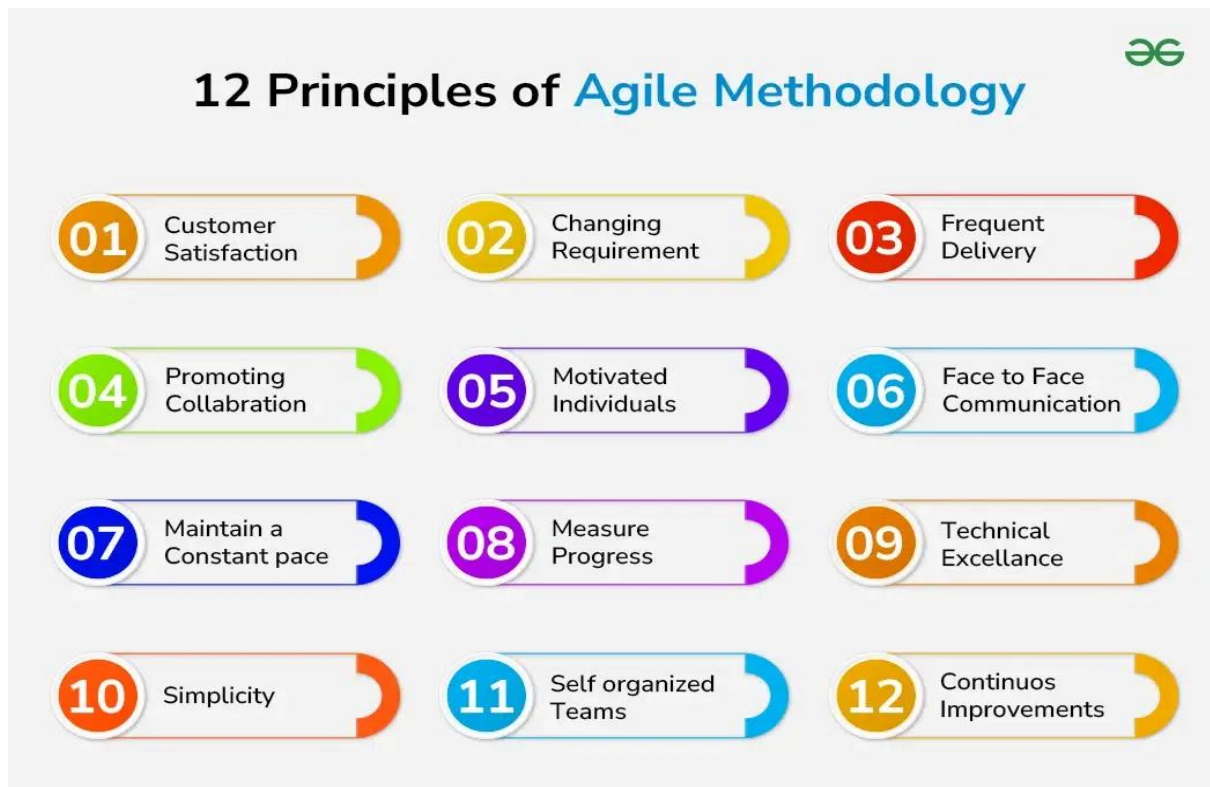 12 Principles of Agile Methodology
01
Customer
Satisfaction
02
Changing
Requirement
03
Frequent
Delivery
04
Promoting
Collabration
05
Motivated
Individuals
06
Face to Face
Communication
07
Maintain a
Constant pace
08
Measure
Progress
09
Technical
Excellance
10
Simplicity
11
Self organized
Teams
12
Continuos
Improvements